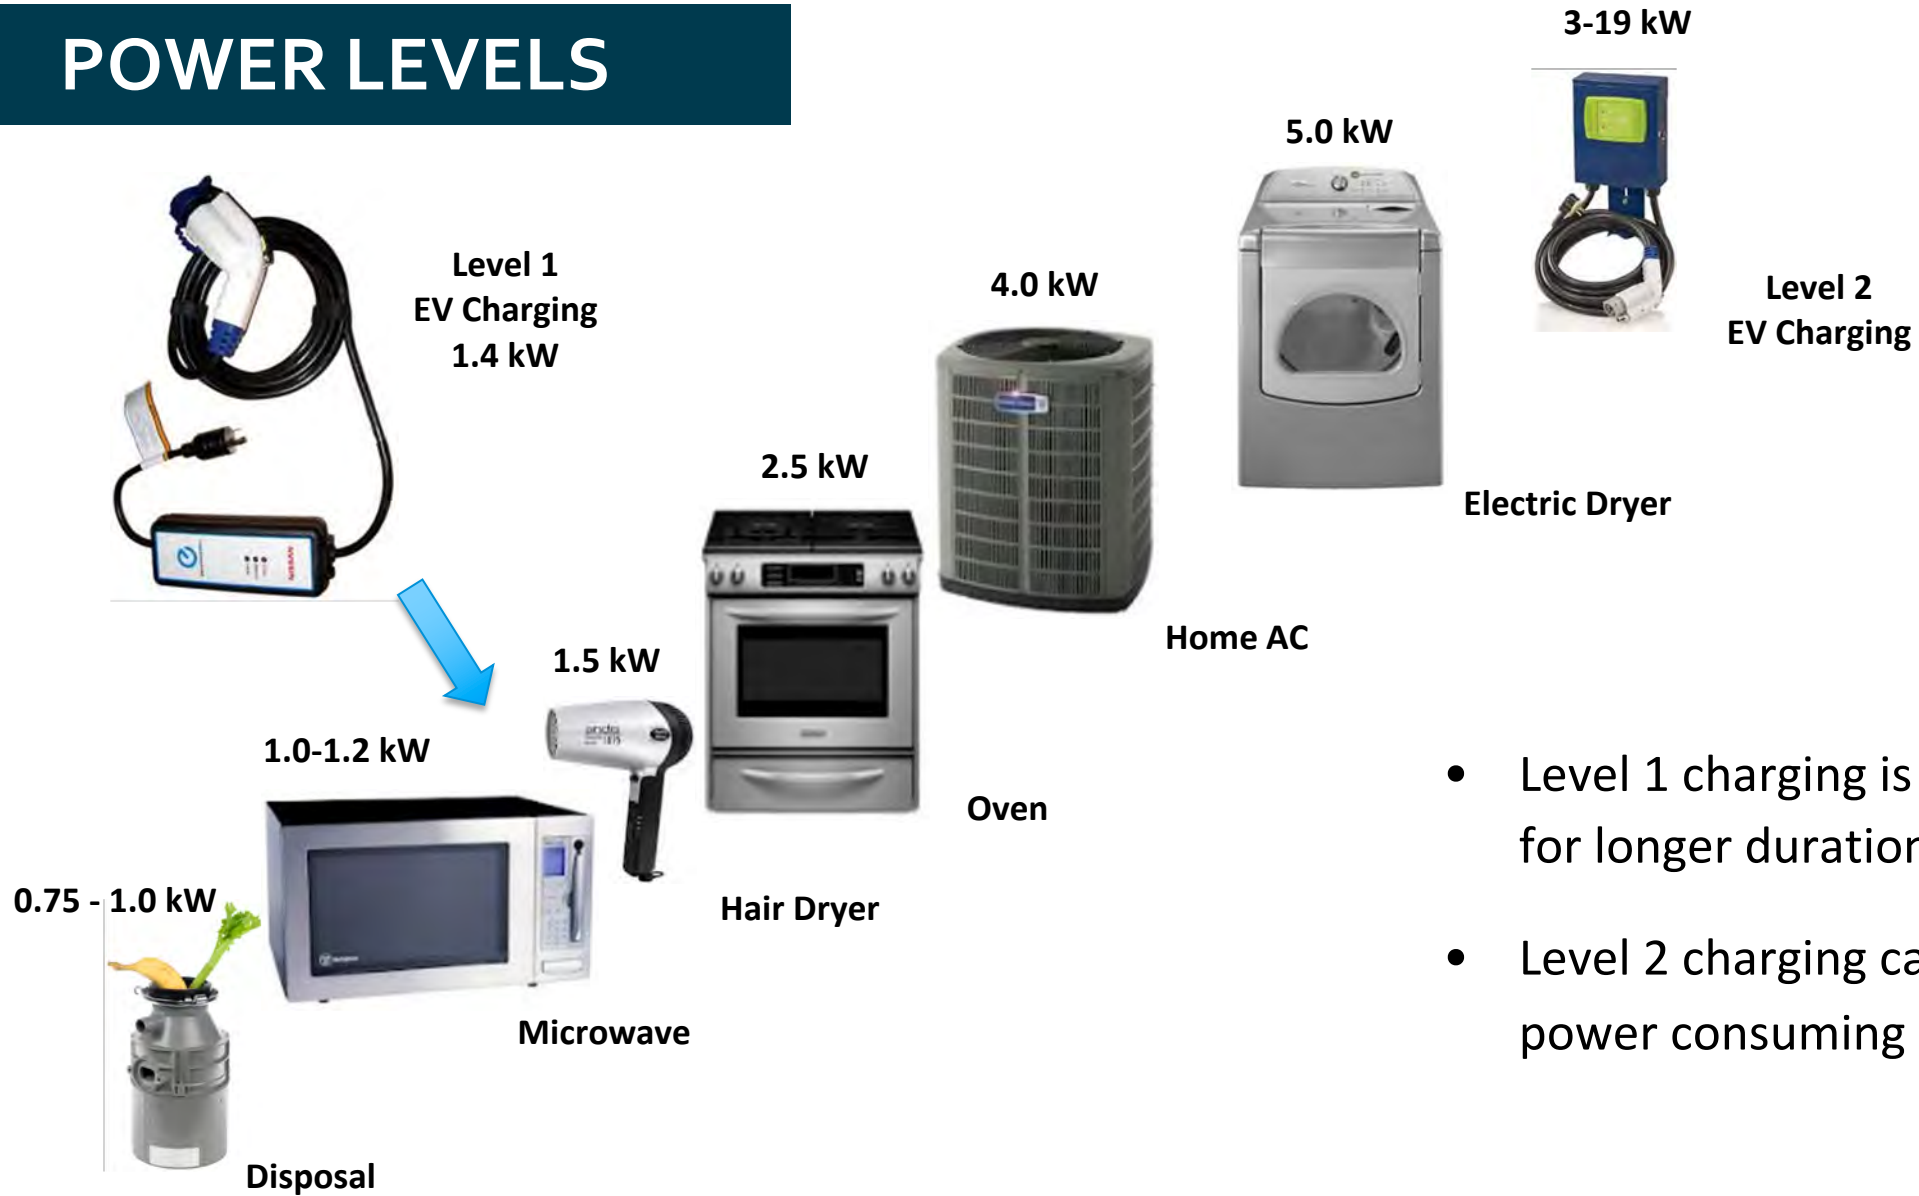 POWER LEVELS
3-19 kW
5.0 kW
Level 1
EV Charging
1.4 kW
4.0 kW
Level 2
EV Charging
2.5 kW
Electric Dryer
1.5 kW
Home AC
1.0-1.2 kW
Oven
0.75 - 1.0 kW
Hair Dryer
Microwave
Disposal
• Level 1 charging is
for longer duration
• Level 2 charging ca
power consuming
NISSAN